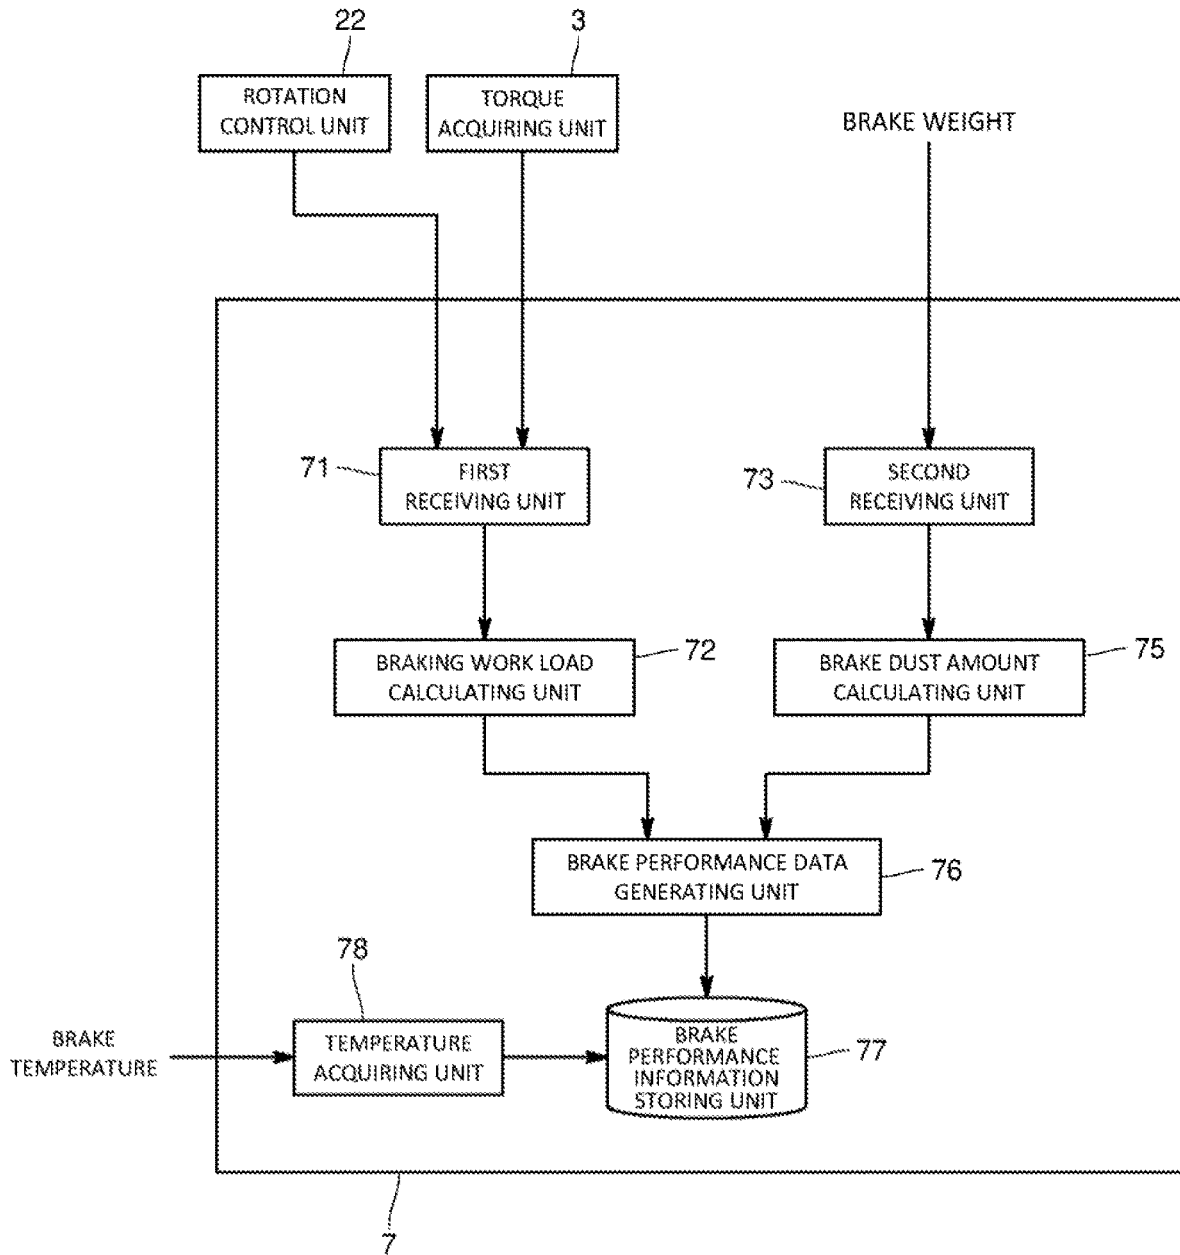 22
3
ROTATION
CONTROL UNIT
TORQUE
ACQUIRING UNIT
BRAKE WEIGHT
71
FIRST
RECEIVING UNIT
73
SECOND
RECEIVING UNIT
BRAKING WORK LOAD
CALCULATING UNIT
72
BRAKE DUST AMOUNT
CALCULATING UNIT
75
BRAKE PERFORMANCE DATA
GENERATING UNIT
76
78
BRAKE
TEMPERATURE
TEMPERATURE
ACQUIRING UNIT
BRAKE
PERFORMANCE
INFORMATION
STORING UNIT
77
7